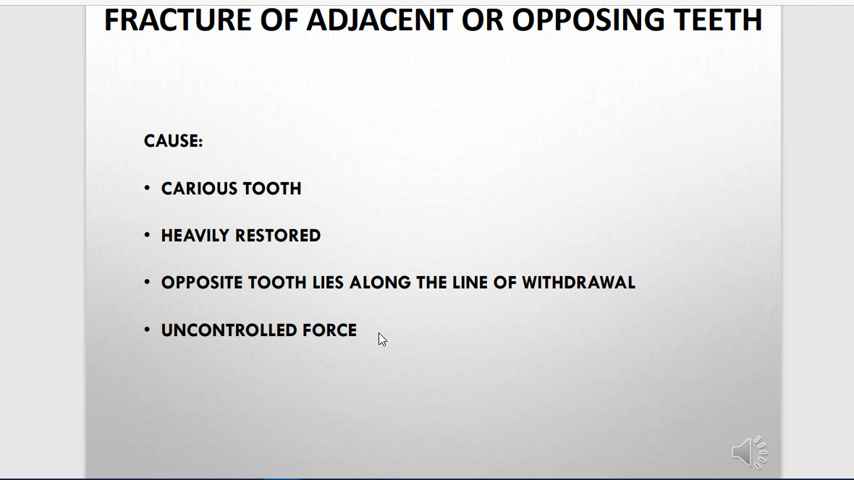 FRACTURE OF ADJACENT OR OPPOSING TEETH
CAUSE:
• CARIOUS TOOTH
• HEAVILY RESTORED
• OPPOSITE TOOTH LIES ALONG THE LINE OF WITHDRAWAL
• UNCONTROLLED FORCE